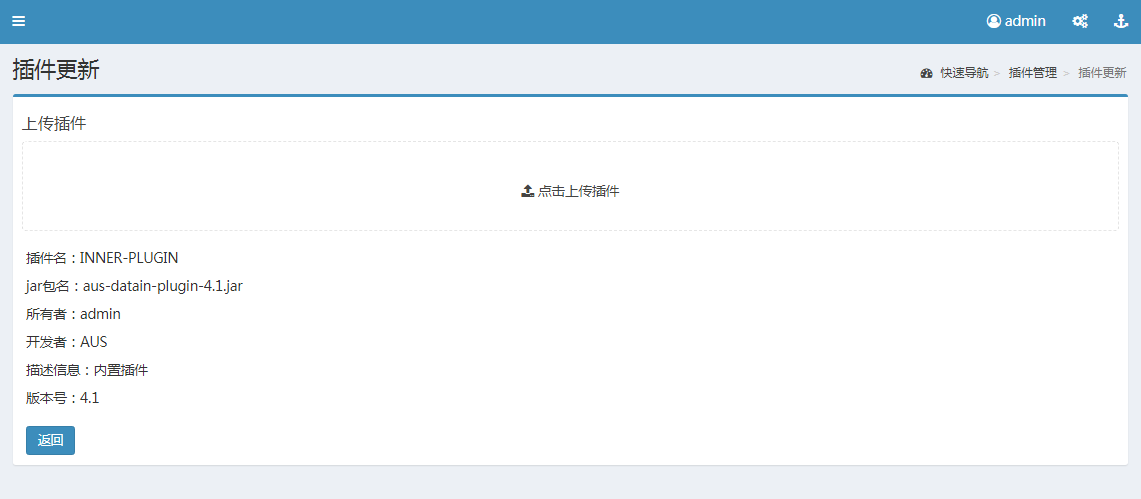 admin
插件更新
快速导航 > 插件管理 > 插件更新
上传插件
点击上传插件
插件名：INNER-PLUGIN
jar包名：aus-datain-plugin-4.1.jar
所有者：admin
开发者：AUS
描述信息：内置插件
版本号：4.1
返回